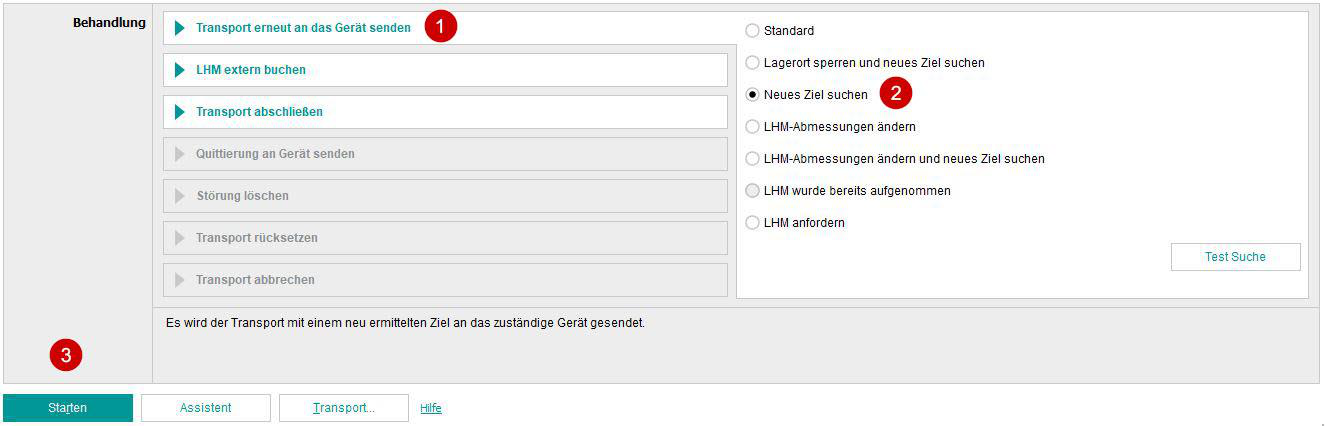 Behandlung
Transport erneut an das Gerät senden
1
LHM extern buchen
Transport abschließen
Quittierung an Gerät senden
Störung löschen
Transport rücksetzen
Transport abbrechen
Standard
Lagerort sperren und neues Ziel suchen
Neues Ziel suchen
2
LHM-Abmessungen ändern
LHM-Abmessungen ändern und neues Ziel suchen
LHM wurde bereits aufgenommen
LHM anfordern
Test Suche
Es wird der Transport mit einem neu ermittelten Ziel an das zuständige Gerät gesendet.
3
Starten
Assistent
Transport...
Hilfe